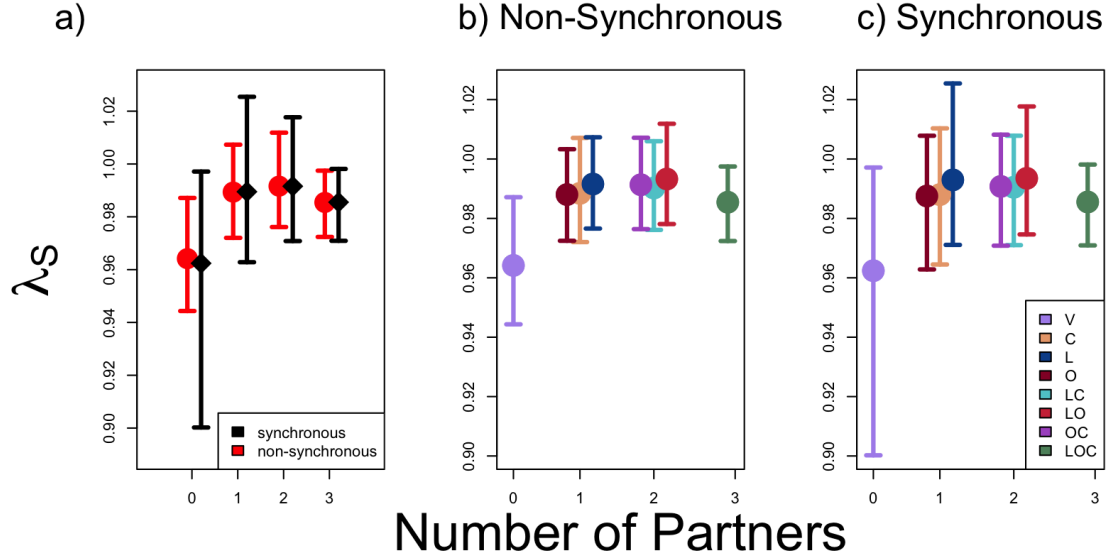 a)
b) Non-Synchronous
c) Synchronous
λS
0.90
0.92
0.94
0.96
0.98
1.00
1.02
0
1
2
3
synchronous
non-synchronous
0.90
0.92
0.94
0.96
0.98
1.00
1.02
0
1
2
3
0.90
0.92
0.94
0.96
0.98
1.00
1.02
0
1
2
3
V
C
L
O
LC
LO
OC
LOC
Number of Partners